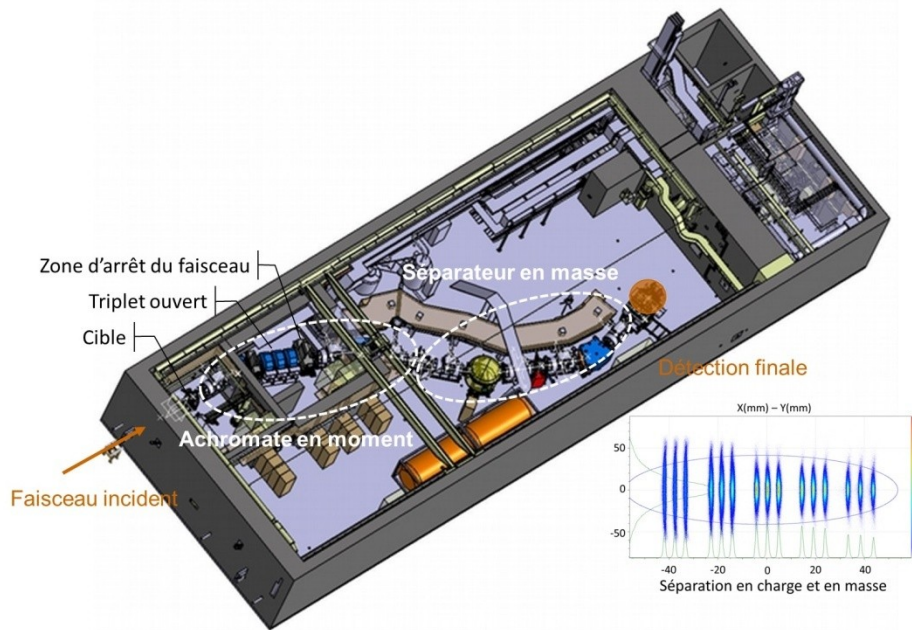 Zone d'arrêt du faisceau
Triplet ouvert
Cible
Séparateur en masse
Détection finale
Achromate en moment
Faisceau incident
X(mm) – Y(mm)
50
0
-50
-40 -20 0 20 40
Séparation en charge et en masse